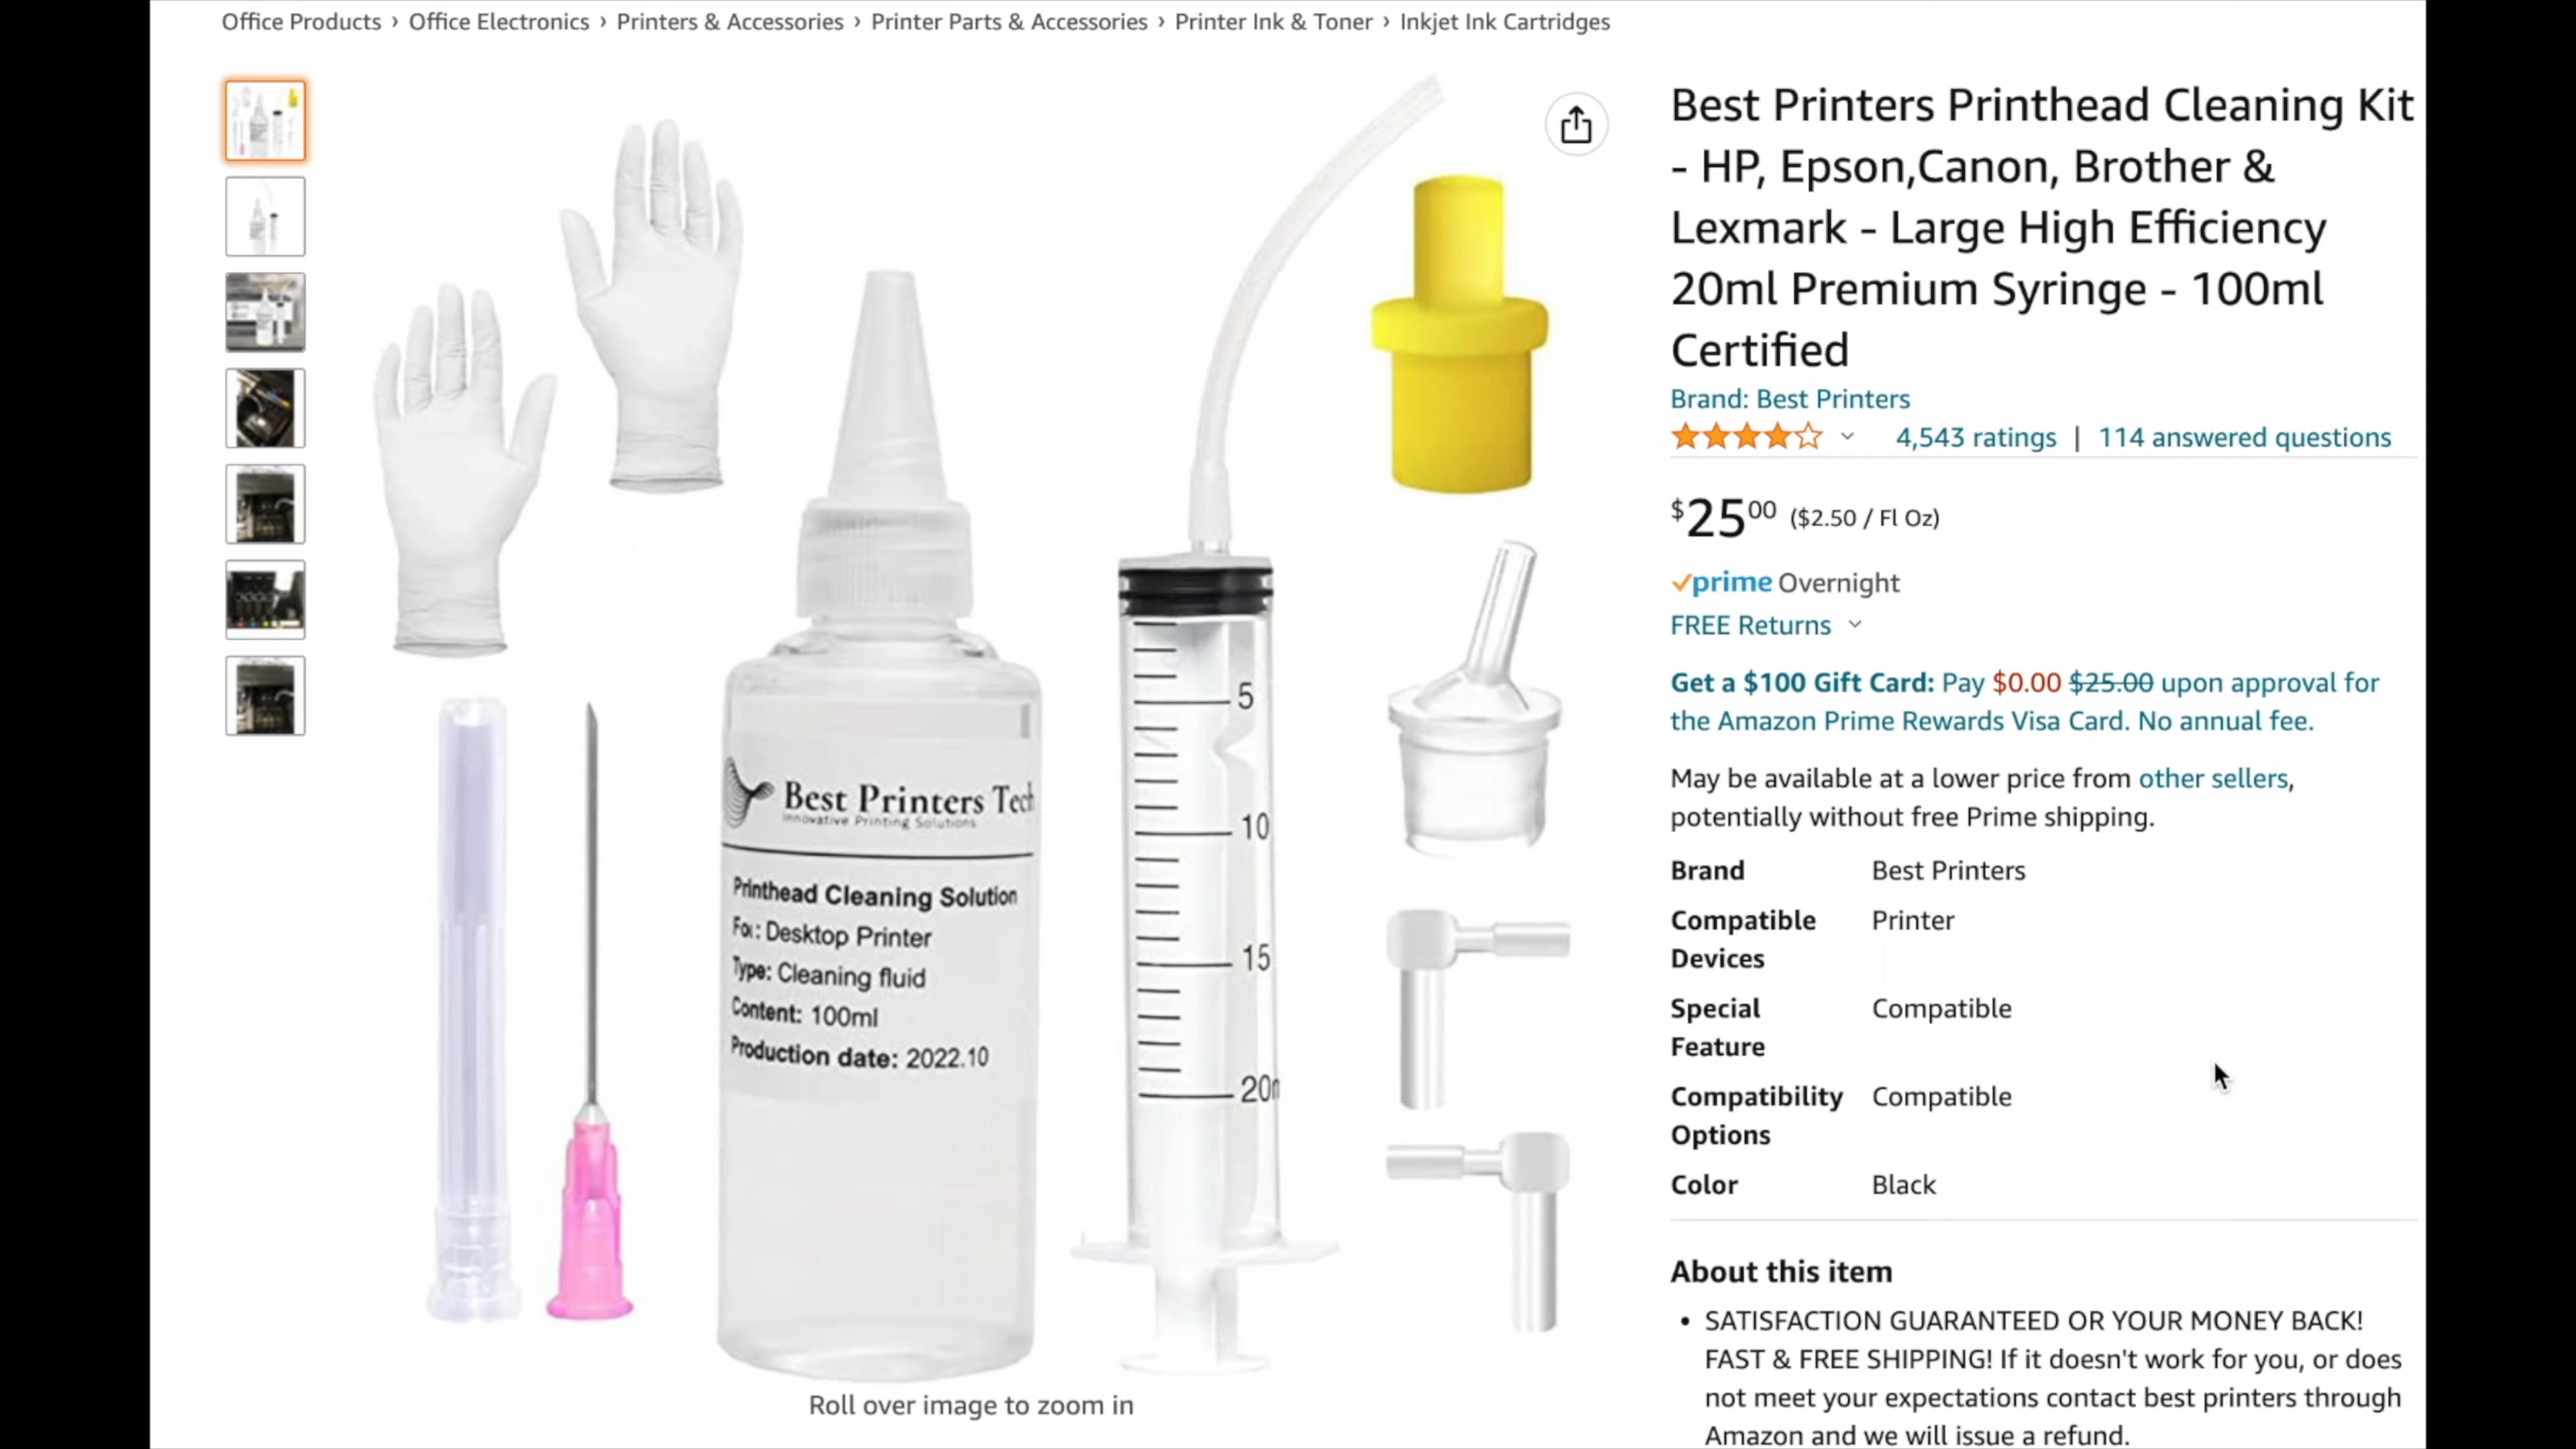 Office Products › Office Electronics › Printers & Accessories › Printer Parts & Accessories › Printer Ink & Toner › Inkjet Ink Cartridges
Best Printers Printhead Cleaning Kit
- HP, Epson,Canon, Brother &
Lexmark - Large High Efficiency
20ml Premium Syringe - 100ml
Certified
Brand: Best Printers
4,543 ratings | 114 answered questions
$25⁰⁰ ($2.50 / Fl Oz)
prime Overnight
FREE Returns
Get a $100 Gift Card: Pay $0.00 $25.00 upon approval for
the Amazon Prime Rewards Visa Card. No annual fee.
May be available at a lower price from other sellers,
potentially without free Prime shipping.
Brand Best Printers
Compatible Devices Printer
Special Feature Compatible
Compatibility Options Compatible
Color Black
About this item
• SATISFACTION GUARANTEED OR YOUR MONEY BACK!
FAST & FREE SHIPPING! If it doesn't work for you, or does
not meet your expectations contact best printers through
Amazon and we will issue a refund.
Best Printers Tech
Innovative Printing Solutions
Printhead Cleaning Solution
For: Desktop Printer
Type: Cleaning fluid
Content: 100ml
Production date: 2022.10
5
10
15
20
Roll over image to zoom in